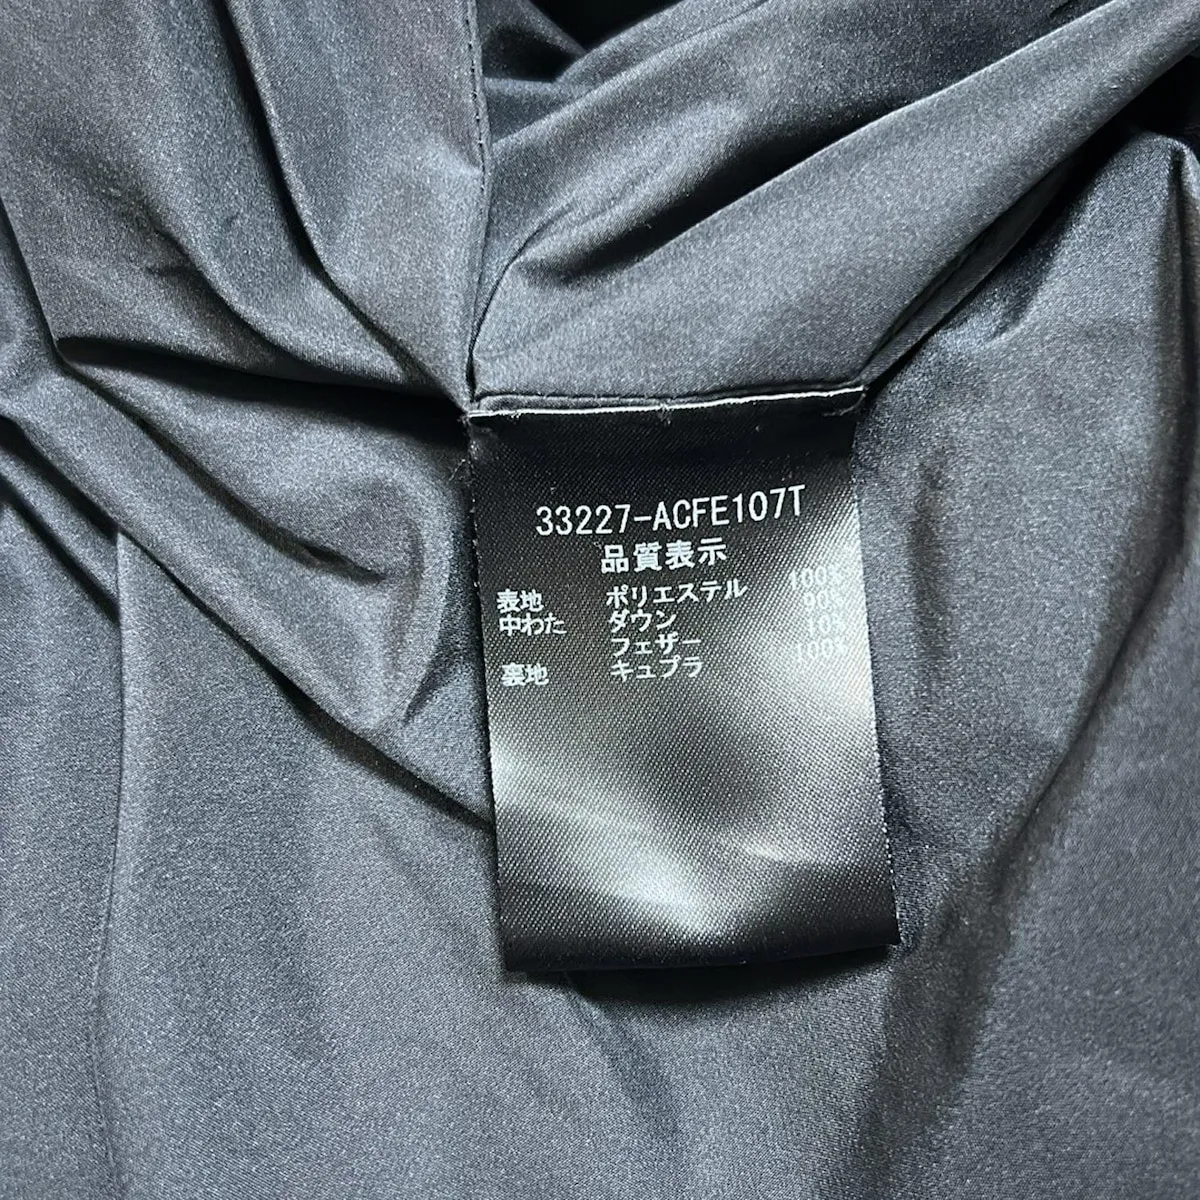 33227-ACFE107T
品質表示
表地 ポリエステル 100%
中わた ダウン 90%
フェザー 10%
裏地 キュプラ 100%